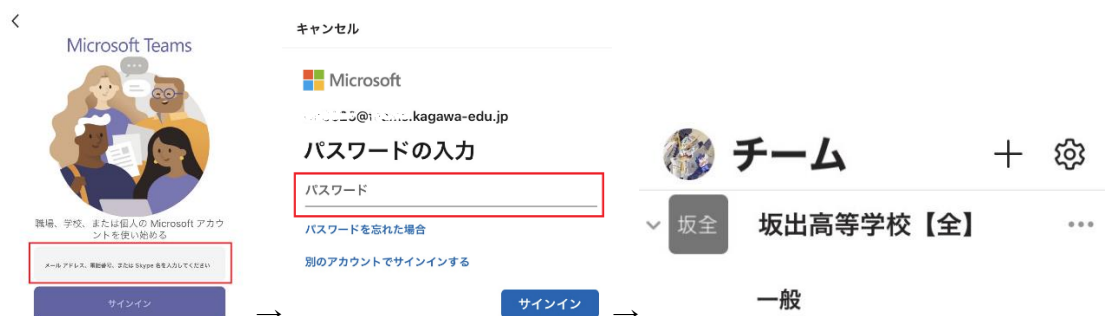 Microsoft Teams
職場、学校、または個人の Microsoft アカウ
ントを使い始める
メール アドレス、電話番号、または Skype 名を入力してください
サインイン
→
キャンセル
Microsoft
.kagawa-edu.jp
パスワードの入力
パスワード
パスワードを忘れた場合
別のアカウントでサインインする
サインイン
→
チーム
坂全 坂出高等学校【全】
一般